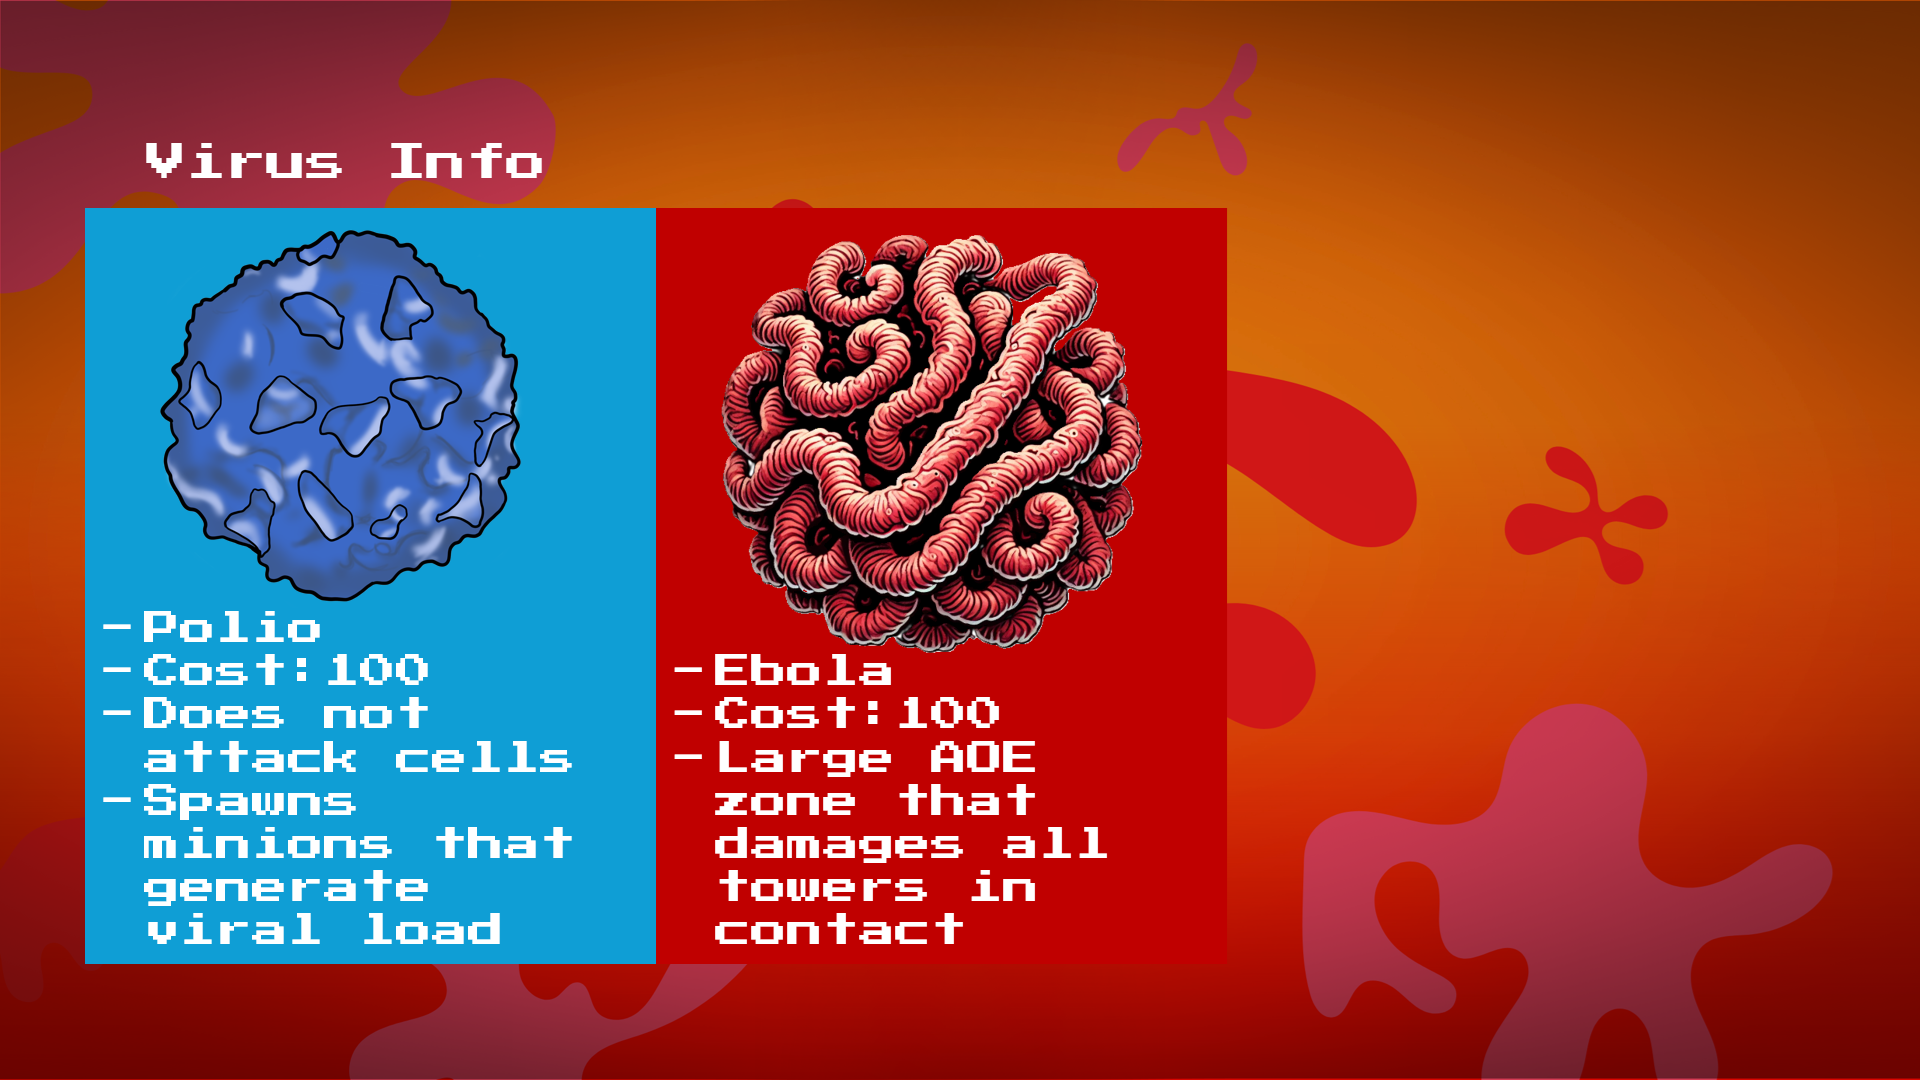 Virus Info
-Polio
-Cost:100
-Does not
attack cells
-Spawns
minions that
generate
viral load
-Ebola
-Cost:100
-Large AOE
zone that
damages all
towers in
contact